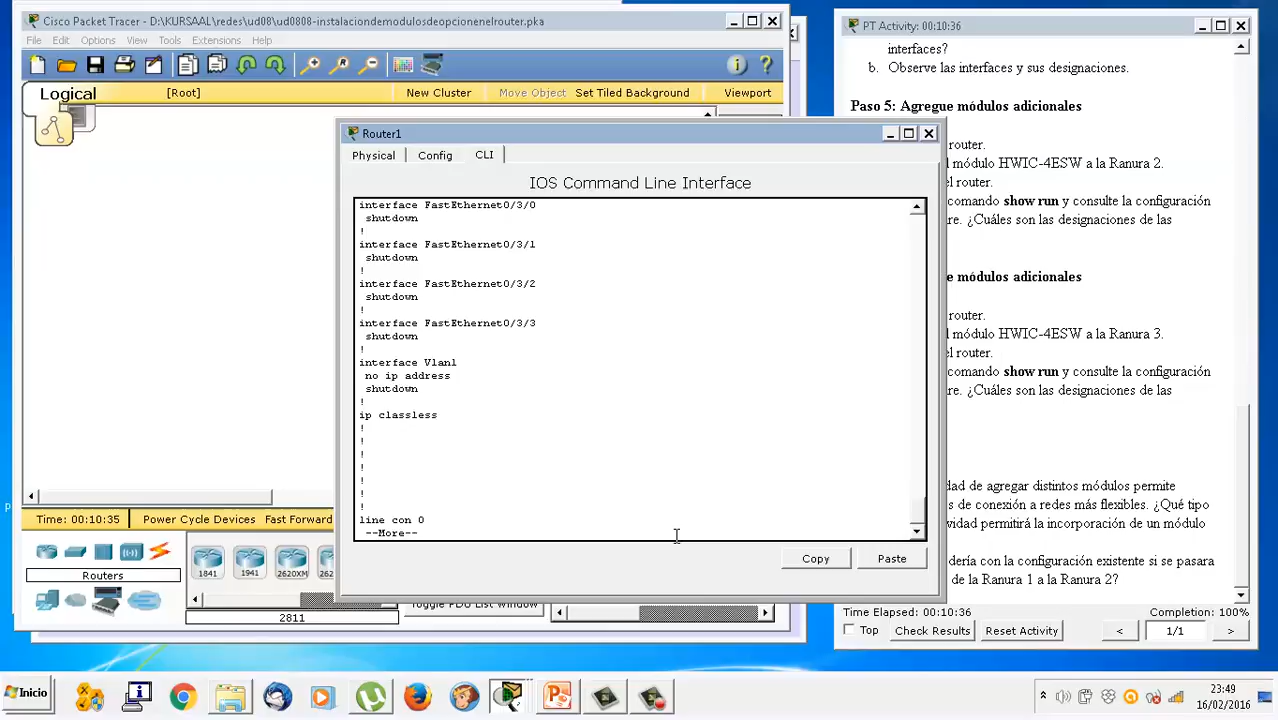 Cisco Packet Tracer - D:\KURSAAL\redes\ud08\ud0808-instalaciondemodulosdeopcionenelrouter.pka
File Edit Options View Tools Extensions Help
Logical [Root] New Cluster Move Object Set Tiled Background Viewport
Router1
Physical Config CLI
IOS Command Line Interface
interface FastEthernet0/3/0
shutdown
!
interface FastEthernet0/3/1
shutdown
!
interface FastEthernet0/3/2
shutdown
!
interface FastEthernet0/3/3
shutdown
!
interface Vlan1
no ip address
shutdown
!
ip classless
!
!
!
!
!
!
!
line con 0
--More--
Copy Paste
Time: 00:10:35 Power Cycle Devices Fast Forward
Routers
1841 1941 2620XM 262
2811
Toggle PDU List Window
PT Activity: 00:10:36
interfaces?
b. Observe las interfaces y sus designaciones.
Paso 5: Agregue módulos adicionales
router.
módulo HWIC-4ESW a la Ranura 2.
l router.
comando show run y consulte la configuración
re. ¿Cuáles son las designaciones de las
e módulos adicionales
router.
módulo HWIC-4ESW a la Ranura 3.
el router.
comando show run y consulte la configuración
re. ¿Cuáles son las designaciones de las
dad de agregar distintos módulos permite
s de conexión a redes más flexibles. ¿Qué tipo
vidad permitirá la incorporación de un módulo
dería con la configuración existente si se pasara
de la Ranura 1 a la Ranura 2?
Time Elapsed: 00:10:36 Completion: 100%
Top Check Results Reset Activity < 1/1 >
P
Inicio
23:49
16/02/2016